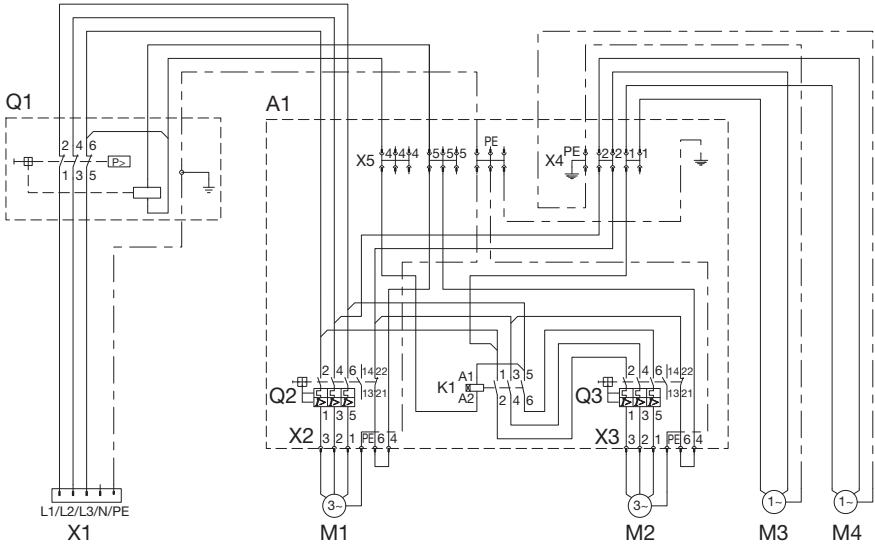 Q1
A1
2 4 6
P>
1 3 5
X5
4 4 4
5 5 5
PE
X4
PE
2 2 1 1
2 4 6 14 22
Q2
13 21
1 3 5
X2
3 2 1 PE 6 4
K1
A1
A2
1 3 5
2 4 6
2 4 6 14 22
Q3
13 21
1 3 5
X3
3 2 1 PE 6 4
L1/L2/L3/N/PE
X1
3~
M1
3~
M2
1~
M3
1~
M4